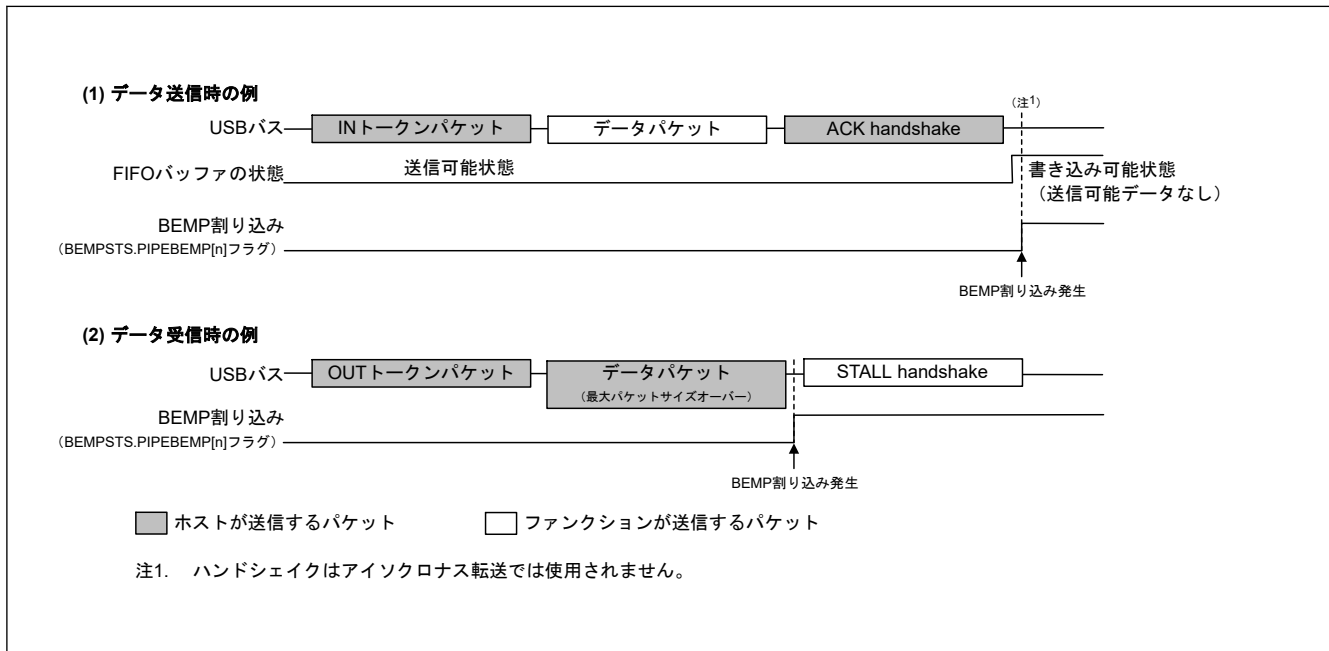 (1) データ送信時の例
(注1)
USBバス INトークンパケット データパケット ACK handshake
FIFOバッファの状態 送信可能状態 書き込み可能状態
(送信可能データなし)
BEMP割り込み
(BEMPSTS.PIPEBEMP[n]フラグ)
BEMP割り込み発生
(2) データ受信時の例
USBバス OUTトークンパケット データパケット STALL handshake
(最大パケットサイズオーバー)
BEMP割り込み
(BEMPSTS.PIPEBEMP[n]フラグ)
BEMP割り込み発生
ホストが送信するパケット ファンクションが送信するパケット
注1. ハンドシェイクはアイソクロナス転送では使用されません。